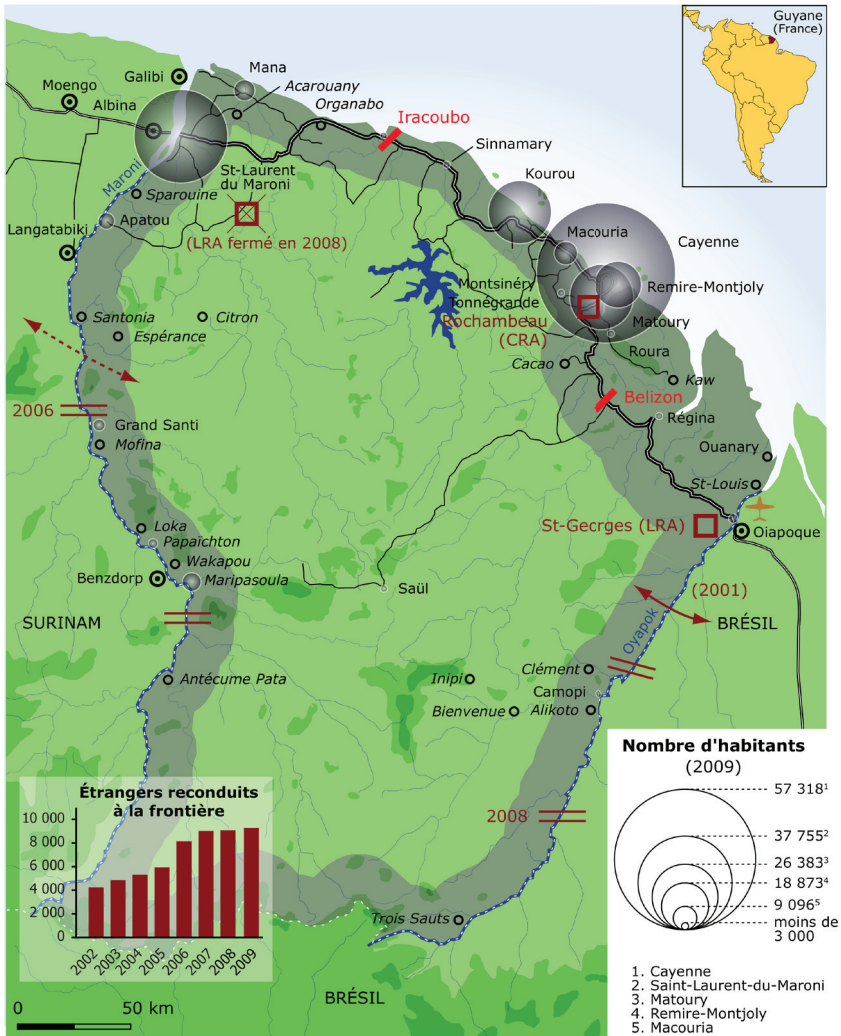 Guyane
(France)
Galibi
Mana
Moengo
Acarouany
Albina
Organabo
Iracoubo
Sinnamary
Maroni
St-Laurent
du Maroni
Kourou
Sparouine
Apatou
(LRA fermé en 2008)
Langatabiki
Macouria
Cayenne
Montsinéry
Tonnégrande
Remire-Montjoly
Rochambeau
(CRA)
Matoury
Santonia
Citron
Espérance
Roura
Cacao
Kaw
2006
Belizon
Grand Santi
Régina
Mofina
Ouanary
St-Louis
Loka
St-Georges (LRA)
Oiapoque
Papaïchton
Wakapou
Benzdorp
Maripasoula
Saül
(2001)
SURINAM
Oyapok
BRÉSIL
Antécume Pata
Inipi
Clément
Camopi
Bienvenue
Alikoto
2008
Trois Sauts
BRÉSIL
Étrangers reconduits
à la frontière
10 000
8 000
6 000
4 000
2 000
0
2002
2003
2004
2005
2006
2007
2008
2009
0 50 km
Nombre d'habitants
(2009)
57 318¹
37 755²
26 383³
18 873⁴
9 096⁵
moins de
3 000
1. Cayenne
2. Saint-Laurent-du-Maroni
3. Matoury
4. Remire-Montjoly
5. Macouria